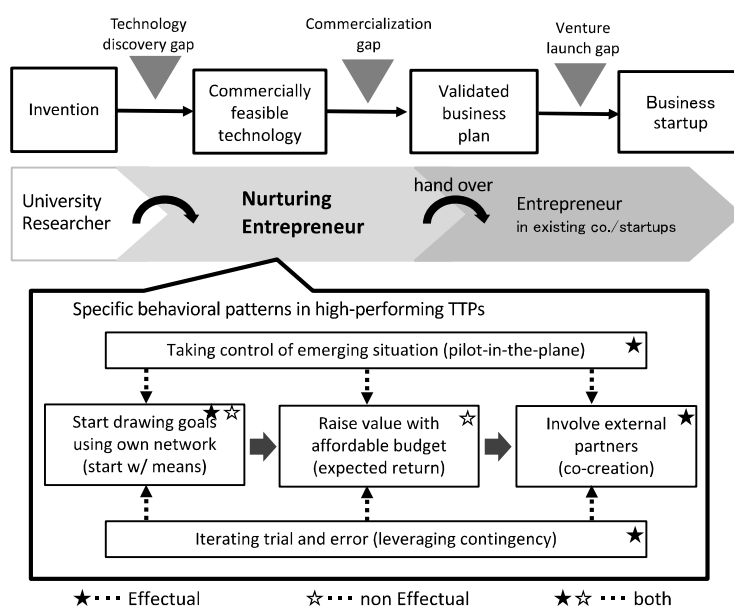 Technology
discovery gap
Commercialization
gap
Venture
launch gap
Invention
Commercially
feasible
technology
Validated
business
plan
Business
startup
University
Researcher
Nurturing
Entrepreneur
hand over
Entrepreneur
in existing co./startups
Specific behavioral patterns in high-performing TTPs
Taking control of emerging situation (pilot-in-the-plane) ★
Start drawing goals ★ ☆
using own network
(start w/ means)
Raise value with ☆
affordable budget
(expected return)
Involve external ★
partners
(co-creation)
Iterating trial and error (leveraging contingency) ★
★‥‥ Effectual ☆‥‥ non Effectual ★☆‥‥ both